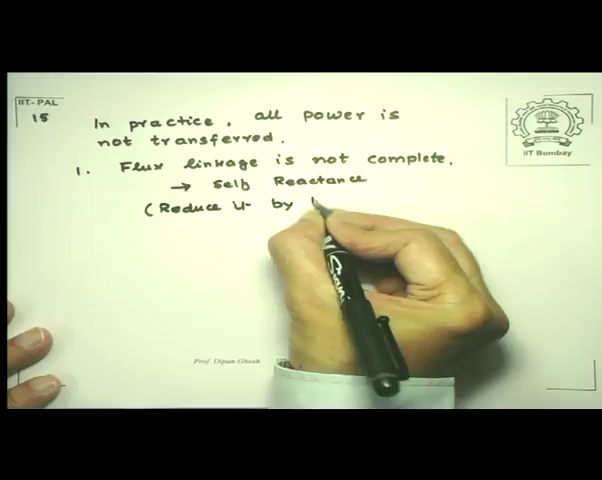 IIT-PAL
15
IIT Bombay
In practice, all power is
not transferred.
1. Flux linkage is not complete.
→ Self Reactance
(Reduce it by
Prof. Dipan Ghosh